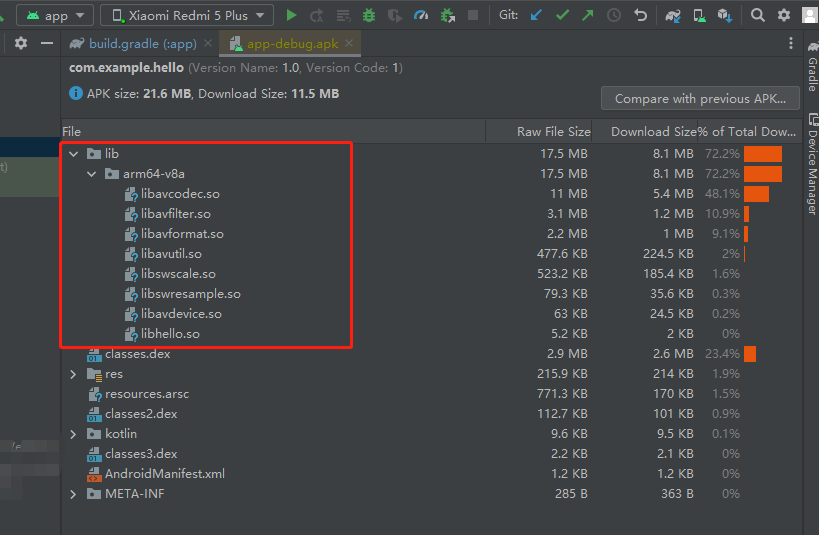 app Xiaomi Redmi 5 Plus Git:
build.gradle (:app) app-debug.apk
com.example.hello (Version Name: 1.0, Version Code: 1)
APK size: 21.6 MB, Download Size: 11.5 MB
Compare with previous APK...
File Raw File Size Download Size % of Total Dow...
lib 17.5 MB 8.1 MB 72.2%
arm64-v8a 17.5 MB 8.1 MB 72.2%
libavcodec.so 11 MB 5.4 MB 48.1%
libavfilter.so 3.1 MB 1.2 MB 10.9%
libavformat.so 2.2 MB 1 MB 9.1%
libavutil.so 477.6 KB 224.5 KB 2%
libswscale.so 523.2 KB 185.4 KB 1.6%
libswresample.so 79.3 KB 35.6 KB 0.3%
libavdevice.so 63 KB 24.5 KB 0.2%
libhello.so 5.2 KB 2 KB 0%
classes.dex 2.9 MB 2.6 MB 23.4%
res 215.9 KB 214 KB 1.9%
resources.arsc 771.3 KB 170 KB 1.5%
classes2.dex 112.7 KB 101 KB 0.9%
kotlin 9.6 KB 9.5 KB 0.1%
classes3.dex 2.2 KB 2.1 KB 0%
AndroidManifest.xml 1.2 KB 1.2 KB 0%
META-INF 285 B 363 B 0%
Gradle
Device Manager